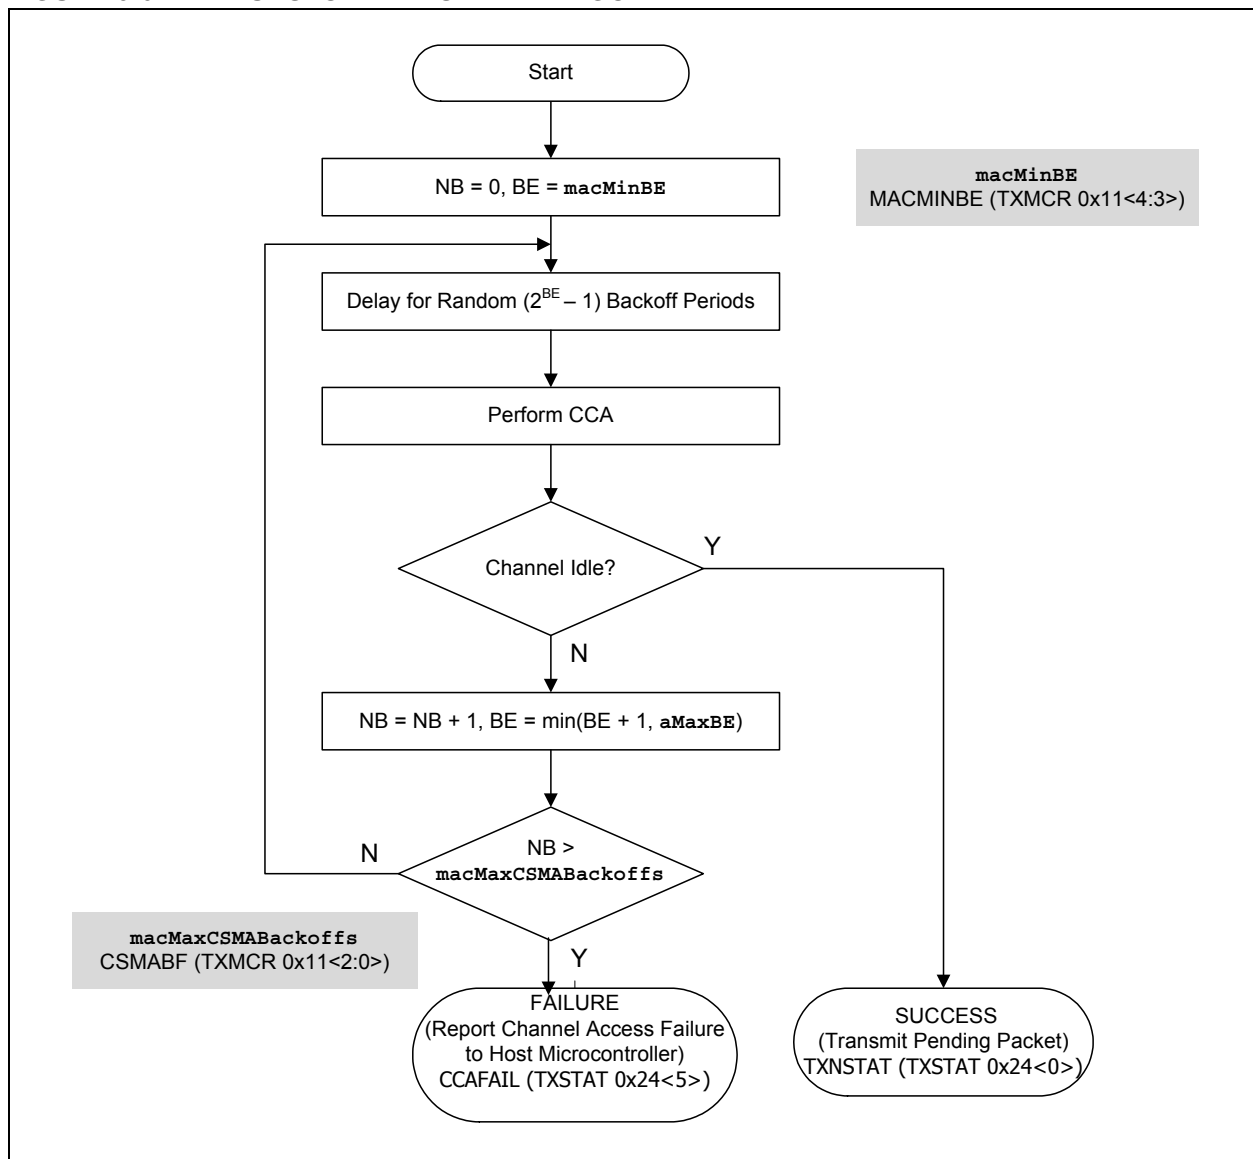 Start
NB = 0, BE = macMinBE
macMinBE
MACMINBE (TXMCR 0x11<4:3>)
Delay for Random (2^BE – 1) Backoff Periods
Perform CCA
Channel Idle?
Y
N
NB = NB + 1, BE = min(BE + 1, aMaxBE)
NB >
macMaxCSMABackoffs
N
macMaxCSMABackoffs
CSMABF (TXMCR 0x11<2:0>)
Y
FAILURE
(Report Channel Access Failure
to Host Microcontroller)
CCAFAIL (TXSTAT 0x24<5>)
SUCCESS
(Transmit Pending Packet)
TXNSTAT (TXSTAT 0x24<0>)